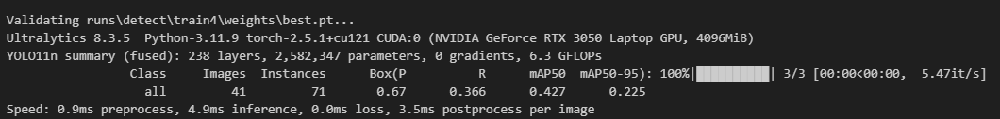 Validating runs\detect\train4\weights\best.pt...
Ultralytics 8.3.5  Python-3.11.9 torch-2.5.1+cu121 CUDA:0 (NVIDIA GeForce RTX 3050 Laptop GPU, 4096MiB)
YOLO11n summary (fused): 238 layers, 2,582,347 parameters, 0 gradients, 6.3 GFLOPs
Class     Images  Instances      Box(P          R      mAP50  mAP50-95): 100%|██████████| 3/3 [00:00<00:00,  5.47it/s]
all         41         71       0.67      0.366      0.427      0.225
Speed: 0.9ms preprocess, 4.9ms inference, 0.0ms loss, 3.5ms postprocess per image